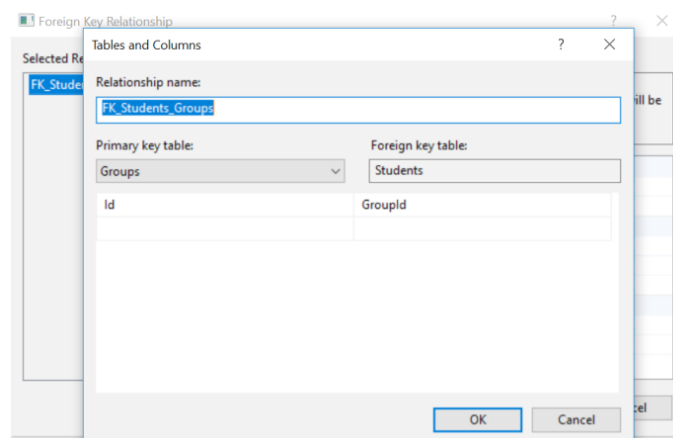 Foreign Key Relationship
Tables and Columns
Selected Re
FK_Stude
ill be
Relationship name:
FK_Students_Groups
Primary key table:
Foreign key table:
Groups
Students
Id
GroupId
OK
Cancel
cel